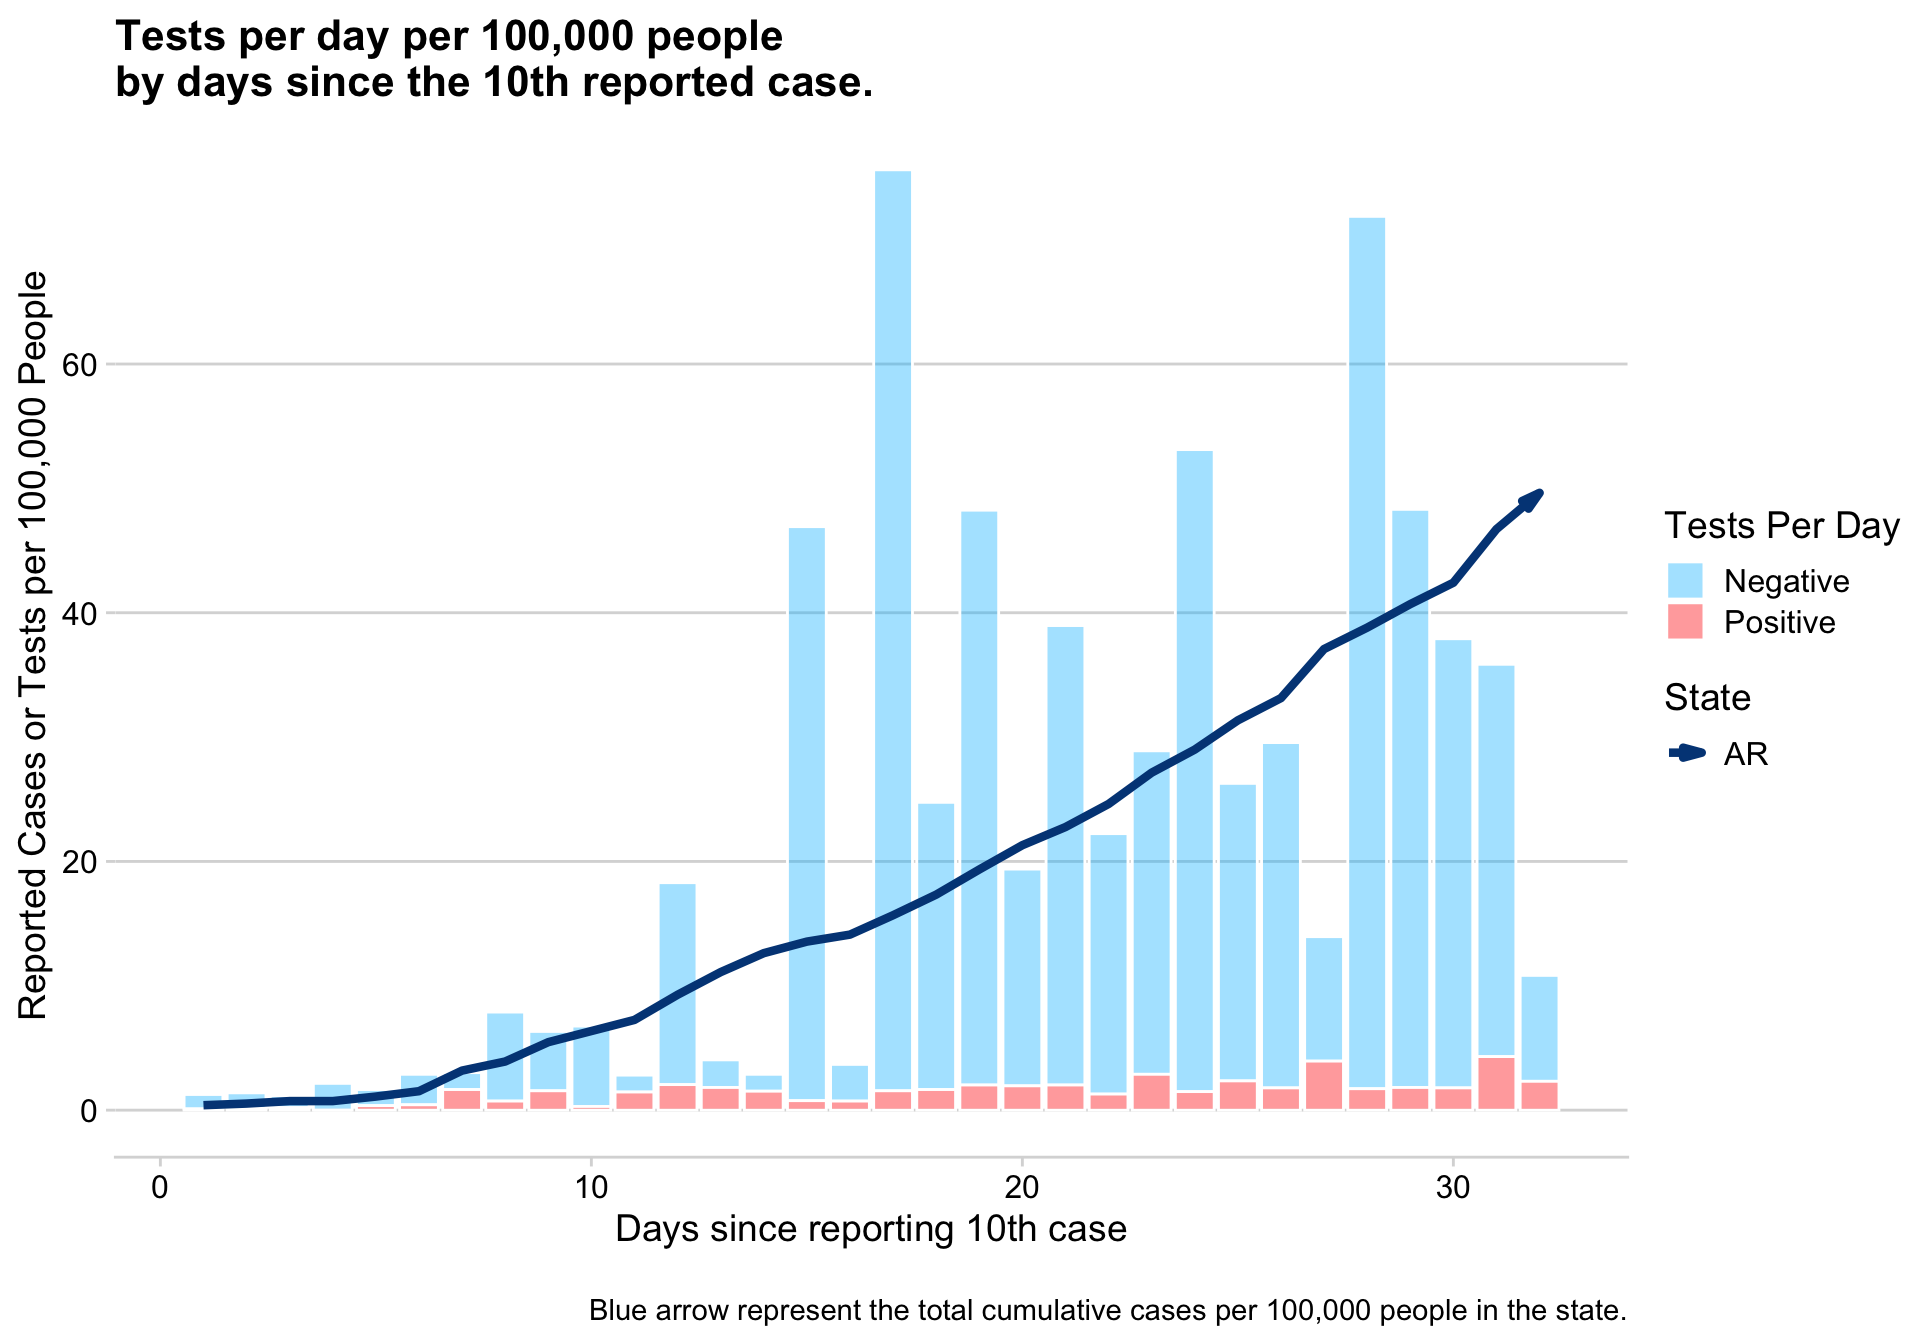 Tests per day per 100,000 people
by days since the 10th reported case.
Reported Cases or Tests per 100,000 People
60
40
20
0
0
10
20
30
Days since reporting 10th case
Tests Per Day
Negative
Positive
State
AR
Blue arrow represent the total cumulative cases per 100,000 people in the state.